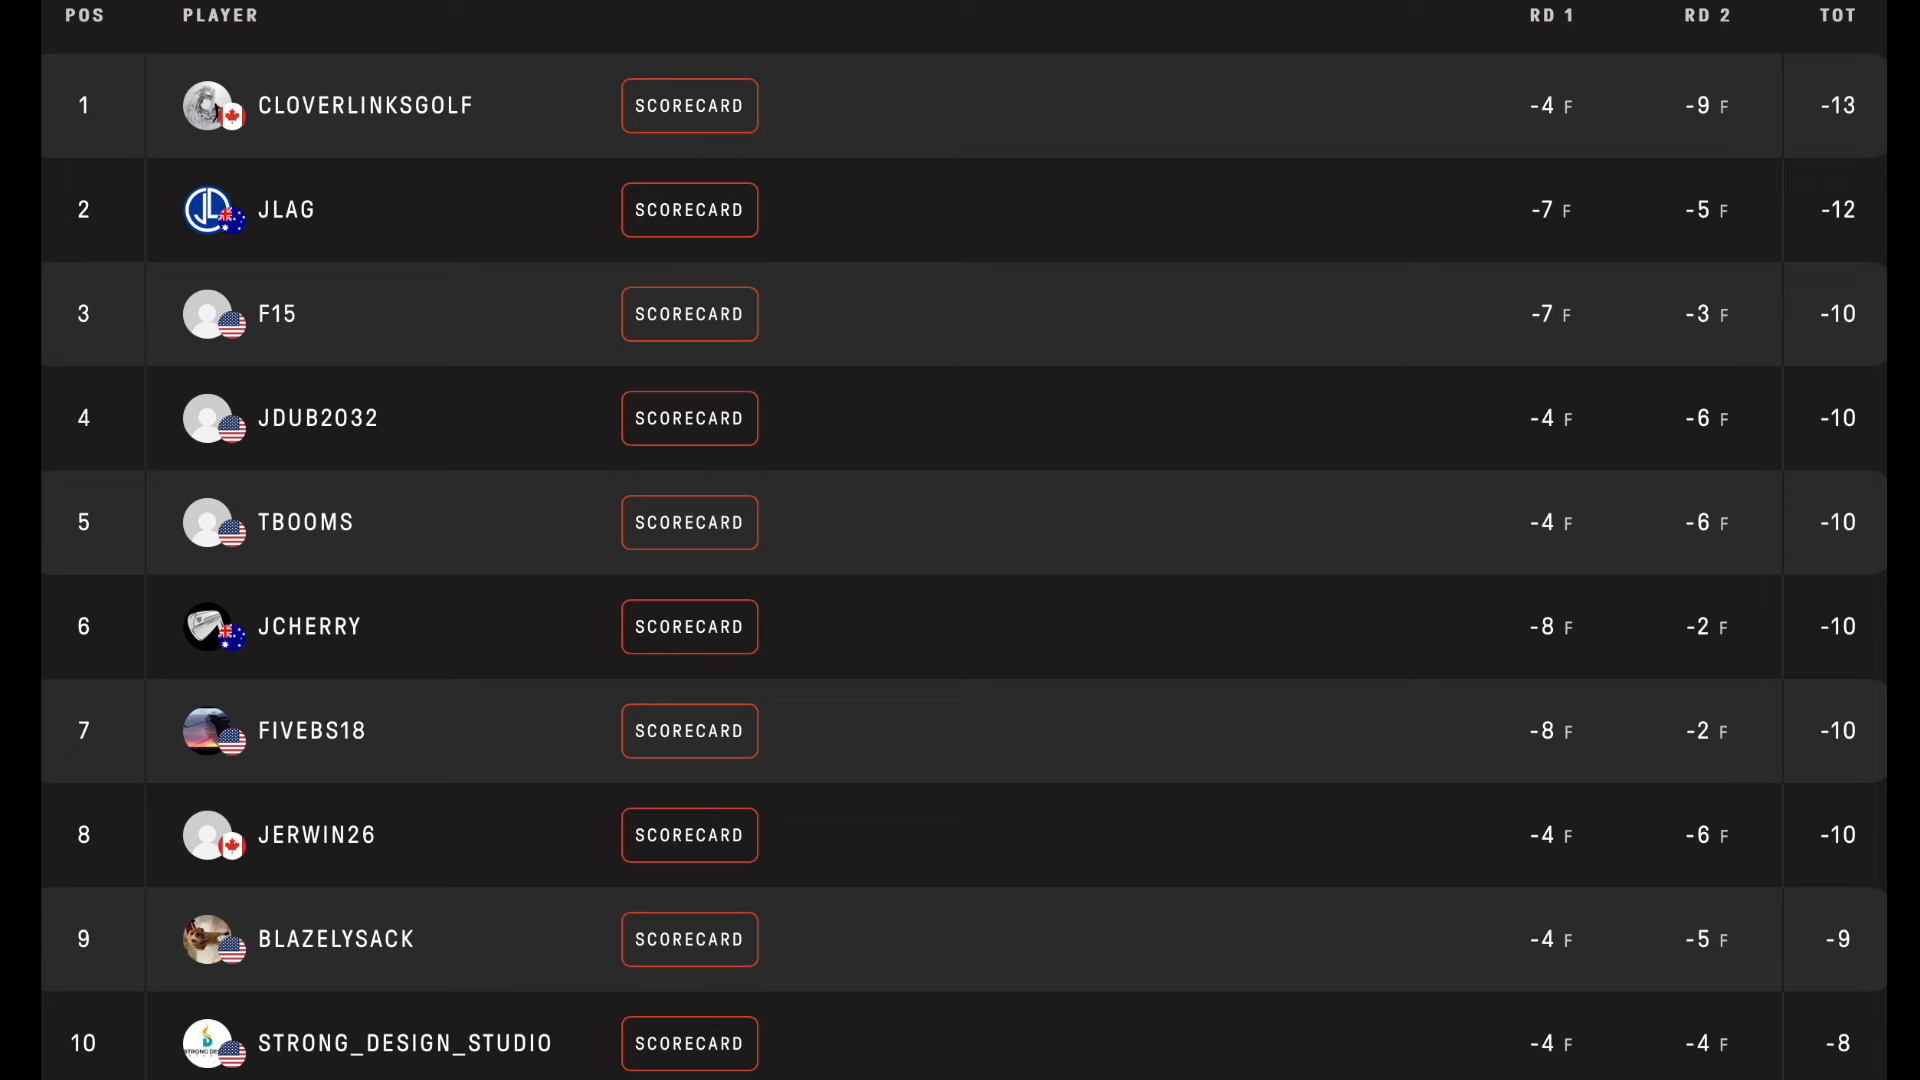 POS PLAYER RD 1 RD 2 TOT
1 CLOVERLINKSGOLF SCORECARD -4 F -9 F -13
2 JL JLAG SCORECARD -7 F -5 F -12
3 F15 SCORECARD -7 F -3 F -10
4 JDUB2032 SCORECARD -4 F -6 F -10
5 TBOOMS SCORECARD -4 F -6 F -10
6 JCHERRY SCORECARD -8 F -2 F -10
7 FIVEBS18 SCORECARD -8 F -2 F -10
8 JERWIN26 SCORECARD -4 F -6 F -10
9 BLAZELYSACK SCORECARD -4 F -5 F -9
10 STRONG_DESIGN_STUDIO SCORECARD -4 F -4 F -8